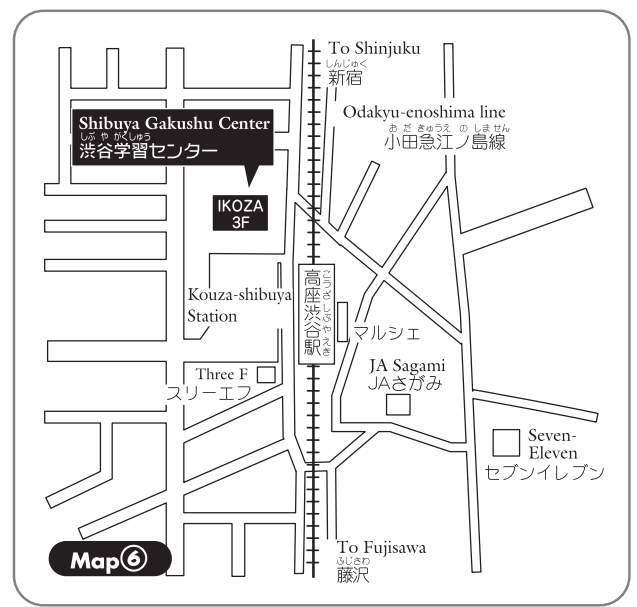 To Shinjuku
しんじゅく
新宿
Odakyu-enoshima line
お だ きゅうえ の しま せん
小田急江ノ島線
Shibuya Gakushu Center
しぶ や がくしゅう
渋谷学習センター
IKOZA
3F
Kouza-shibuya
Station
高座渋谷駅
こうざしぶやえき
マルシェ
Three F
スリーエフ
JA Sagami
JAさがみ
Seven-
Eleven
セブンイレブン
To Fujisawa
ふじさわ
藤沢
Map⑥